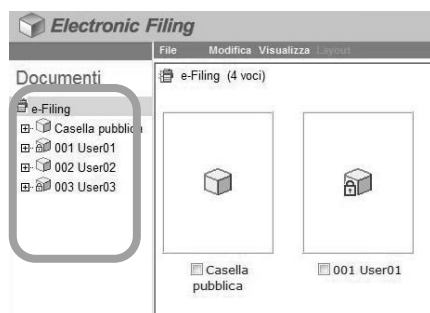 Electronic Filing
File Modifica Visualizza Layout
Documenti
e-Filing
Casella pubblica
001 User01
002 User02
003 User03
e-Filing (4 voci)
Casella
pubblica
001 User01